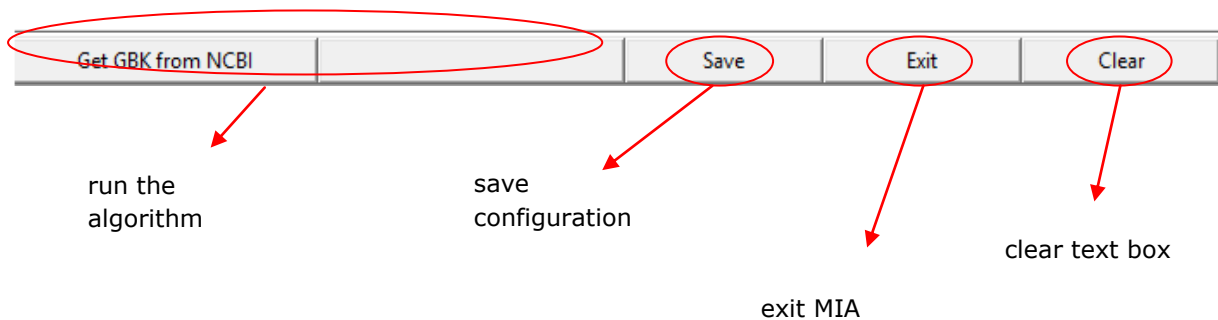 Get GBK from NCBI Save Exit Clear
run the
algorithm
save
configuration
clear text box
exit MIA